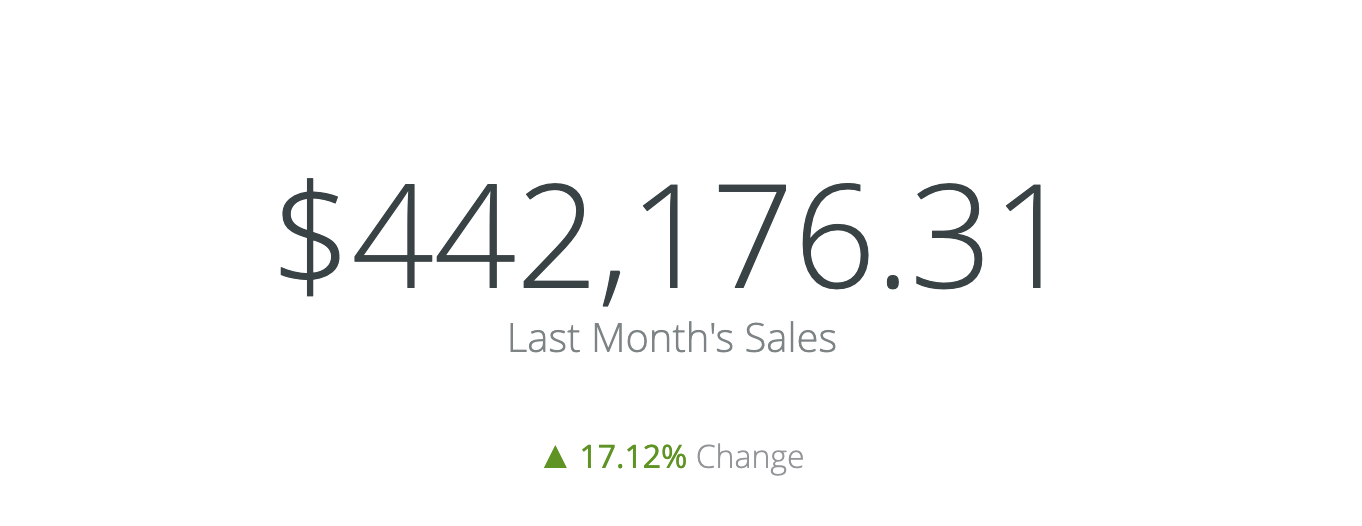 $442,176.31
Last Month's Sales
▲ 17.12% Change